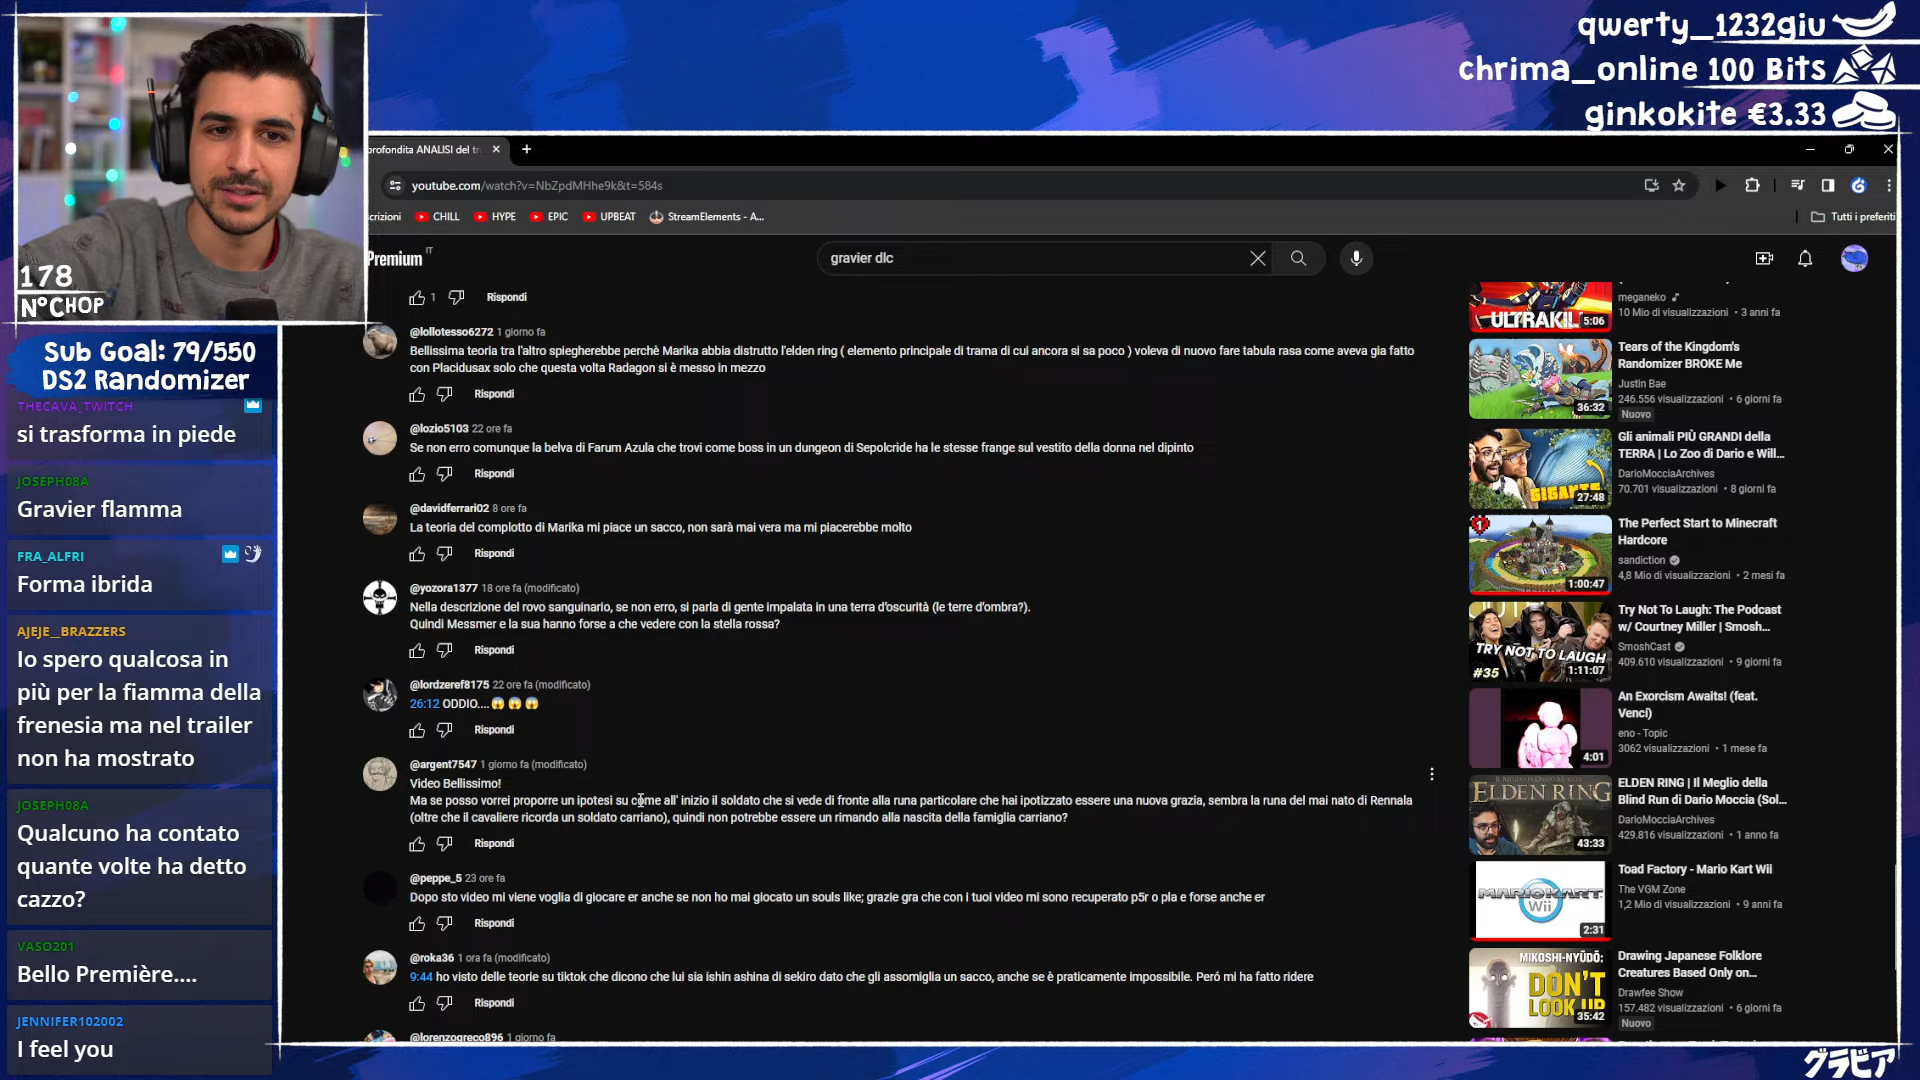 qwerty_1232giu
chrima_online 100 Bits
ginkokite €3.33
178
N°CHOP
Sub Goal: 79/550
DS2 Randomizer
THECAVA_TWITCH
si trasforma in piede
JOSEPH08A
Gravier flamma
FRA_ALFRI
Forma ibrida
AJEJE_BRAZZERS
Io spero qualcosa in
più per la fiamma della
frenesia ma nel trailer
non ha mostrato
JOSEPH08A
Qualcuno ha contato
quante volte ha detto
cazzo?
VASO201
Bello Première....
JENNIFER102002
I feel you
rofondita ANALISI del tr
youtube.com/watch?v=NbZpdMHhe9k&t=584s
scrizioni
CHILL
HYPE
EPIC
UPBEAT
StreamElements - A...
Tutti i preferiti
Premium IT
gravier dlc
1
Rispondi
@lollotesso6272 1 giorno fa
Bellissima teoria tra l'altro spiegherebbe perchè Marika abbia distrutto l'elden ring ( elemento principale di trama di cui ancora si sa poco ) voleva di nuovo fare tabula rasa come aveva gia fatto
con Placidusax solo che questa volta Radagon si è messo in mezzo
Rispondi
@lozio5103 22 ore fa
Se non erro comunque la belva di Farum Azula che trovi come boss in un dungeon di Sepolcride ha le stesse frange sul vestito della donna nel dipinto
Rispondi
@davidferrari02 8 ore fa
La teoria del complotto di Marika mi piace un sacco, non sarà mai vera ma mi piacerebbe molto
Rispondi
@yozora1377 18 ore fa (modificato)
Nella descrizione del rovo sanguinario, se non erro, si parla di gente impalata in una terra d'oscurità (le terre d'ombra?).
Quindi Messmer e la sua hanno forse a che vedere con la stella rossa?
Rispondi
@lordzeref8175 22 ore fa (modificato)
26:12 ODDIO....😱😱😱
Rispondi
@argent7547 1 giorno fa (modificato)
Video Bellissimo!
Ma se posso vorrei proporre un ipotesi su come all' inizio il soldato che si vede di fronte alla runa particolare che hai ipotizzato essere una nuova grazia, sembra la runa del mai nato di Rennala
(oltre che il cavaliere ricorda un soldato carriano), quindi non potrebbe essere un rimando alla nascita della famiglia carriano?
Rispondi
@peppe_5 23 ore fa
Dopo sto video mi viene voglia di giocare er anche se non ho mai giocato un souls like; grazie gra che con i tuoi video mi sono recuperato p5r o pla e forse anche er
Rispondi
@roka36 1 ora fa (modificato)
9:44 ho visto delle teorie su tiktok che dicono che lui sia ishin ashina di sekiro dato che gli assomiglia un sacco, anche se è praticamente impossibile. Peró mi ha fatto ridere
Rispondi
@lorenzogreco896 1 giorno fa
ULTRAKIL
5:06
meganeko
10 Mio di visualizzazioni • 3 anni fa
36:32
Tears of the Kingdom's
Randomizer BROKE Me
Justin Bae
246.556 visualizzazioni • 6 giorni fa
Nuovo
GIGANTE
27:48
Gli animali PIÙ GRANDI della
TERRA | Lo Zoo di Dario e Will...
DarioMocciaArchives
70.701 visualizzazioni • 8 giorni fa
1:00:47
The Perfect Start to Minecraft
Hardcore
sandiction
4,8 Mio di visualizzazioni • 2 mesi fa
TRY NOT TO LAUGH
#35
1:11:07
Try Not To Laugh: The Podcast
w/ Courtney Miller | Smosh...
SmoshCast
409.610 visualizzazioni • 9 giorni fa
4:01
An Exorcism Awaits! (feat.
Venci)
eno - Topic
3062 visualizzazioni • 1 mese fa
ELDEN RING
43:33
ELDEN RING | Il Meglio della
Blind Run di Dario Moccia (Sol...
DarioMocciaArchives
429.816 visualizzazioni • 1 anno fa
MARIOKART
Wii
2:31
Toad Factory - Mario Kart Wii
The VGM Zone
1,2 Mio di visualizzazioni • 9 anni fa
MIKOSHI-NYŪDŌ:
DON'T
LOOK UP
35:42
Drawing Japanese Folklore
Creatures Based Only on...
Drawfee Show
157.482 visualizzazioni • 6 giorni fa
Nuovo
グラビア